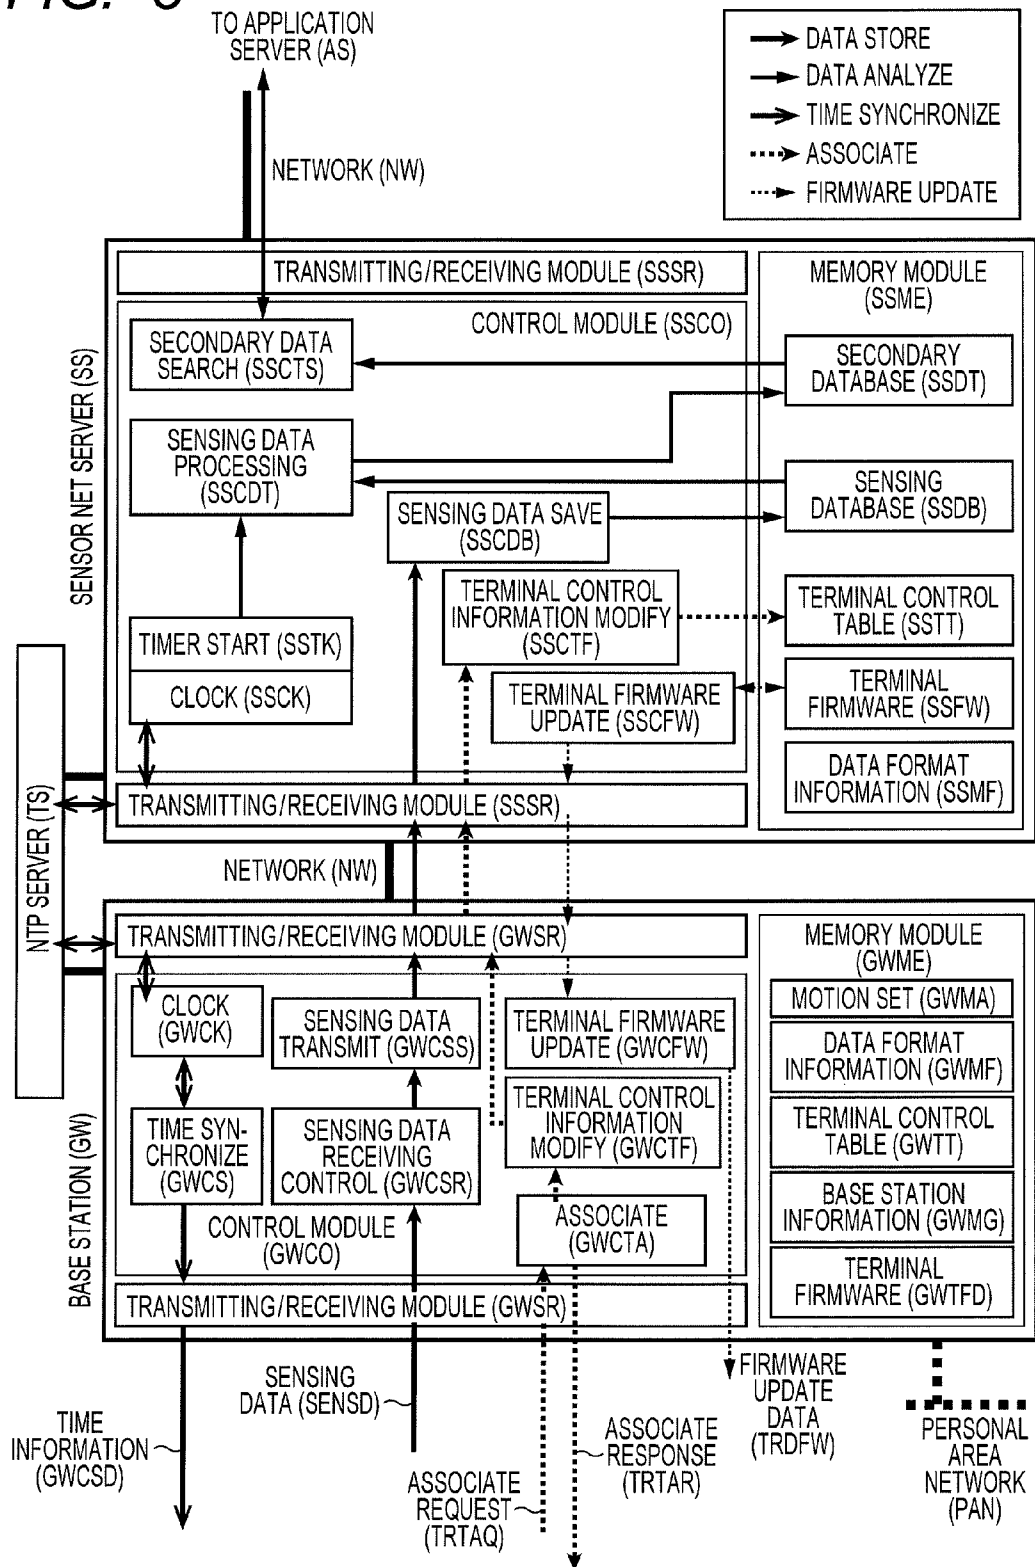 FIG. 6
TO APPLICATION
SERVER (AS)
DATA STORE
DATA ANALYZE
TIME SYNCHRONIZE
ASSOCIATE
FIRMWARE UPDATE
NETWORK (NW)
SENSOR NET SERVER (SS)
TRANSMITTING/RECEIVING MODULE (SSSR)
MEMORY MODULE
(SSME)
CONTROL MODULE (SSCO)
SECONDARY DATA
SEARCH (SSCTS)
SECONDARY
DATABASE (SSDT)
SENSING DATA
PROCESSING
(SSCDT)
SENSING
DATABASE (SSDB)
SENSING DATA SAVE
(SSCDB)
TERMINAL CONTROL
INFORMATION MODIFY
(SSCTF)
TERMINAL CONTROL
TABLE (SSTT)
TIMER START (SSTK)
CLOCK (SSCK)
TERMINAL FIRMWARE
UPDATE (SSCFW)
TERMINAL
FIRMWARE (SSFW)
DATA FORMAT
INFORMATION (SSMF)
TRANSMITTING/RECEIVING MODULE (SSSR)
NTP SERVER (TS)
NETWORK (NW)
BASE STATION (GW)
TRANSMITTING/RECEIVING MODULE (GWSR)
MEMORY MODULE
(GWME)
CLOCK
(GWCK)
SENSING DATA
TRANSMIT (GWCSS)
TERMINAL FIRMWARE
UPDATE (GWCFW)
MOTION SET (GWMA)
DATA FORMAT
INFORMATION (GWMF)
TIME SYN-
CHRONIZE
(GWCS)
SENSING DATA
RECEIVING
CONTROL (GWCSR)
TERMINAL CONTROL
INFORMATION
MODIFY (GWCTF)
TERMINAL CONTROL
TABLE (GWTT)
BASE STATION
INFORMATION (GWMG)
CONTROL MODULE
(GWCO)
ASSOCIATE
(GWCTA)
TERMINAL
FIRMWARE (GWTFD)
TRANSMITTING/RECEIVING MODULE (GWSR)
TIME
INFORMATION
(GWCSD)
SENSING
DATA (SENSD)
ASSOCIATE
REQUEST
(TRTAQ)
ASSOCIATE
RESPONSE
(TRTAR)
FIRMWARE
UPDATE
DATA
(TRDFW)
PERSONAL
AREA
NETWORK
(PAN)